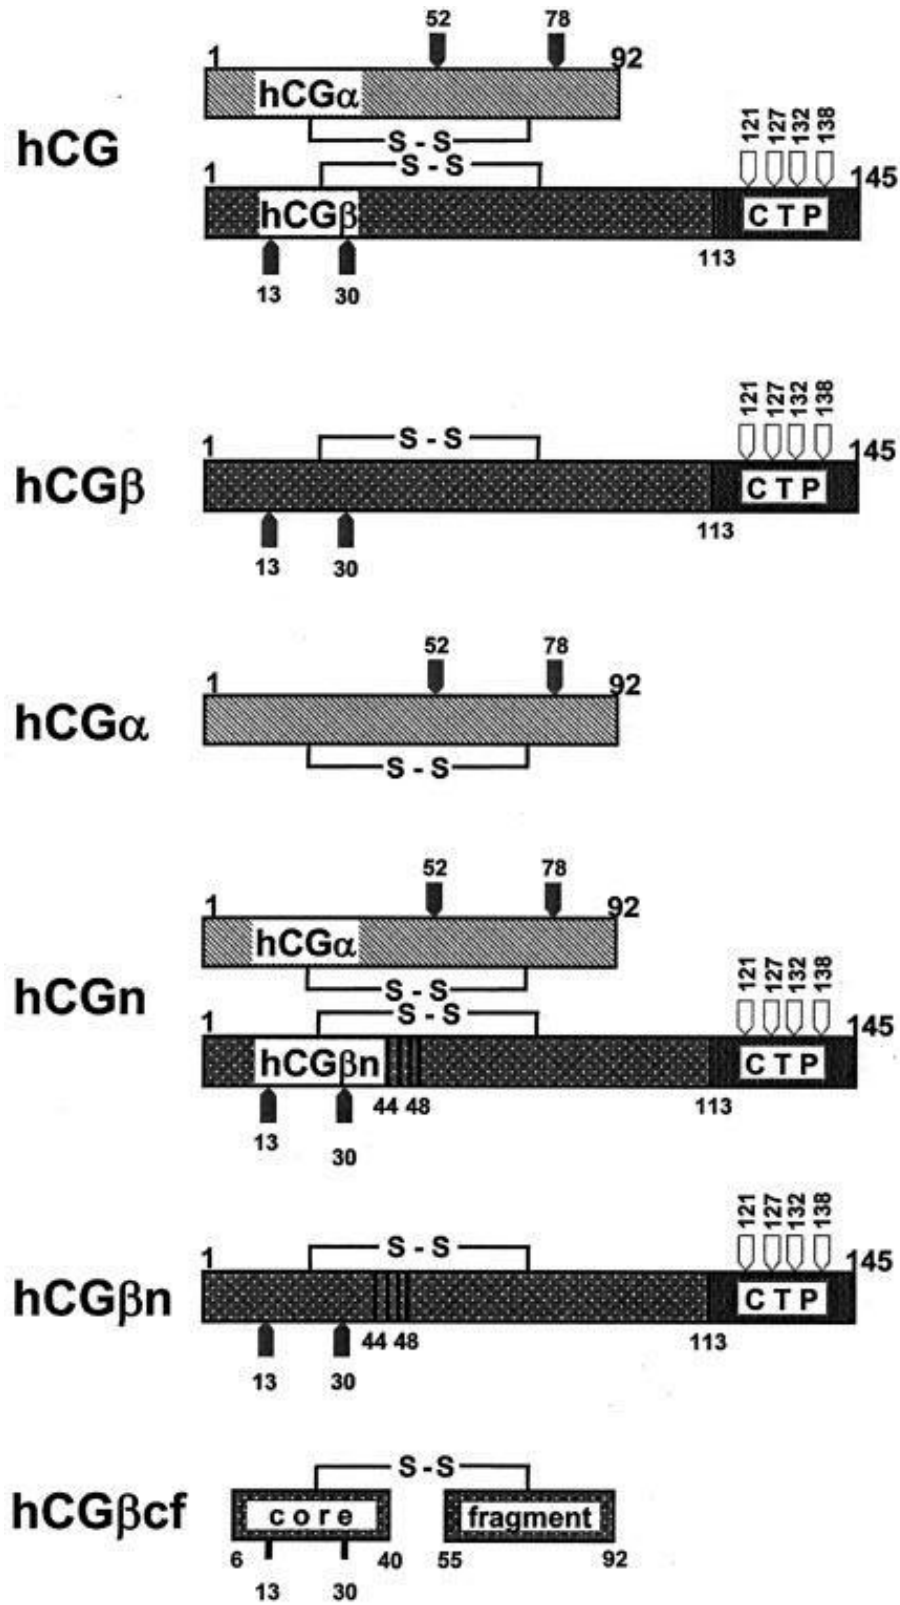 52 78
1 92
hCGα
hCG
S - S
121 127 132 138
S - S
1 145
hCGβ CTP
113
13 30
121 127 132 138
1 S - S 145
hCGβ CTP
113
13 30
52 78
1 92
hCGα
S - S
52 78
1 92
hCGα
hCGn
S - S
121 127 132 138
S - S
1 145
hCGβn CTP
44 48 113
13 30
121 127 132 138
1 S - S 145
hCGβn CTP
44 48 113
13 30
S - S
hCGβcf core fragment
6 40 55 92
13 30